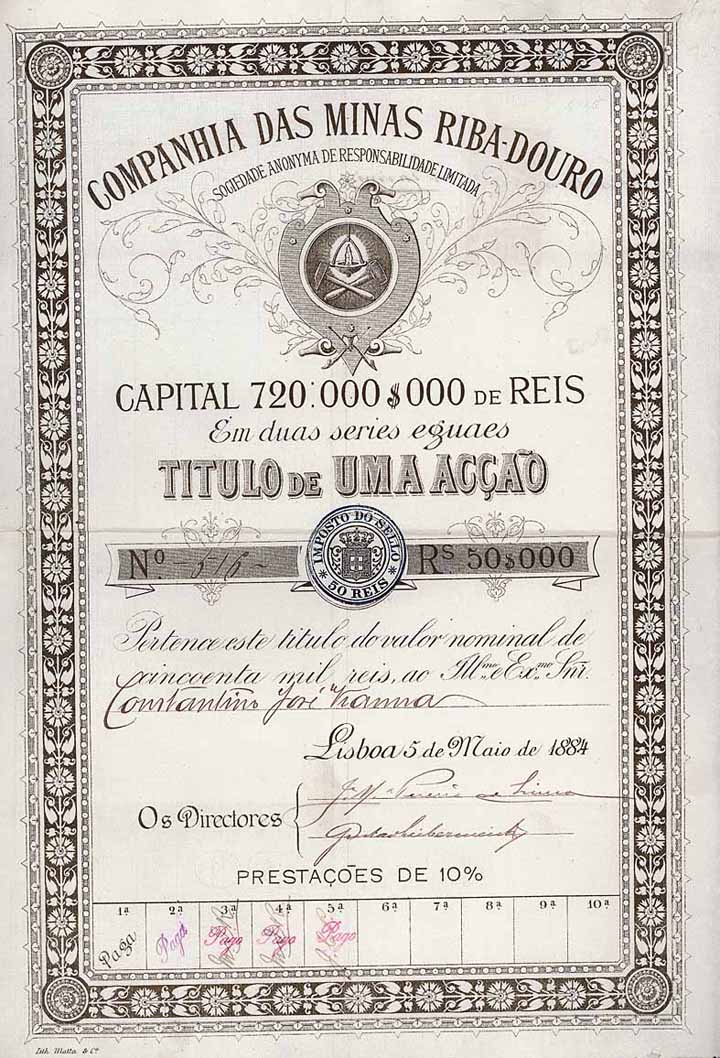 COMPANHIA DAS MINAS RIBA-DOURO
SOCIEDADE ANONYMA DE RESPONSABILIDADE LIMITADA
CAPITAL 720:000$000 DE REIS
Em duas series eguaes
TITULO DE UMA ACÇÃO
Nº -516-
IMPOSTO DO SELLO
* 50 REIS *
RS 50$000
Pertence este titulo do valor nominal de
cincoenta mil reis, ao Illmo e Exmo Snr.
Constantino José Vianna
Lisboa 5 de Maio de 1884
Os Directores
PRESTAÇÕES DE 10%
1ª 2ª 3ª 4ª 5ª 6ª 7ª 8ª 9ª 10ª
Paga Paga Pago Pago Pago
Lith. Matta & Cª